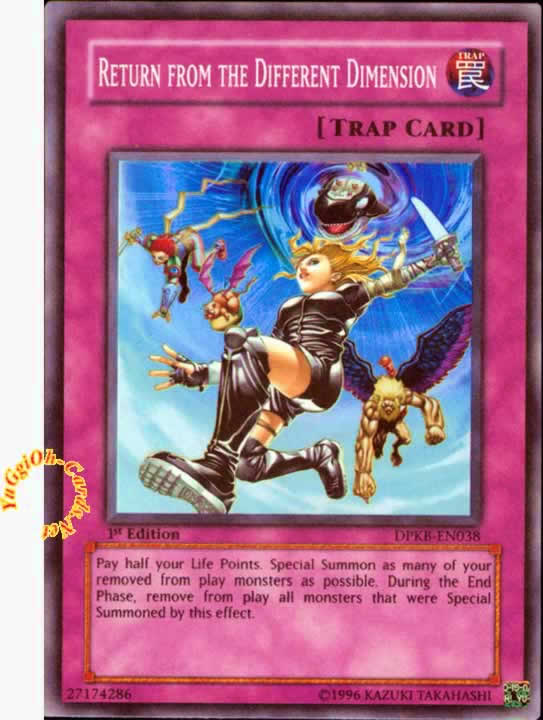 RETURN FROM THE DIFFERENT DIMENSION
TRAP
罠
[TRAP CARD]
YuGgiOh-Cards.Net
1st Edition
DPKB-EN038
Pay half your Life Points. Special Summon as many of your
removed from play monsters as possible. During the End
Phase, remove from play all monsters that were Special
Summoned by this effect.
27174286
©1996 KAZUKI TAKAHASHI